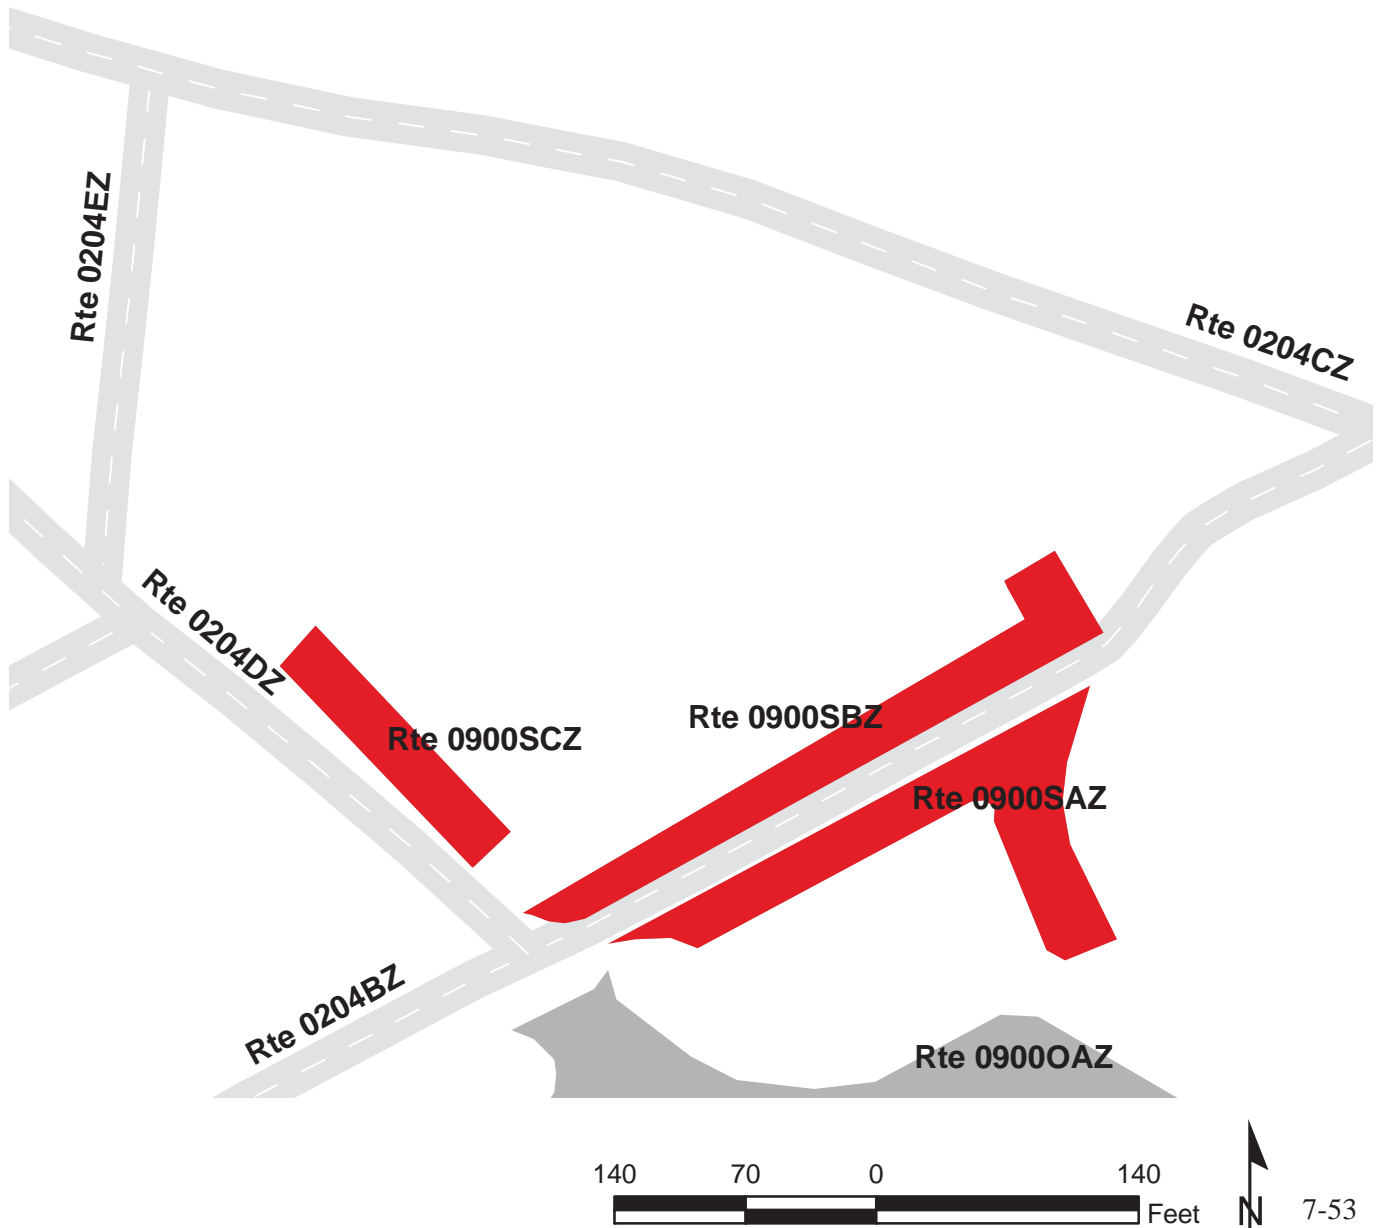 Rte 0204EZ
Rte 0204CZ
Rte 0204DZ
Rte 0900SCZ
Rte 0900SBZ
Rte 0900SAZ
Rte 0204BZ
Rte 0900OAZ
140 70 0 140
Feet N 7-53